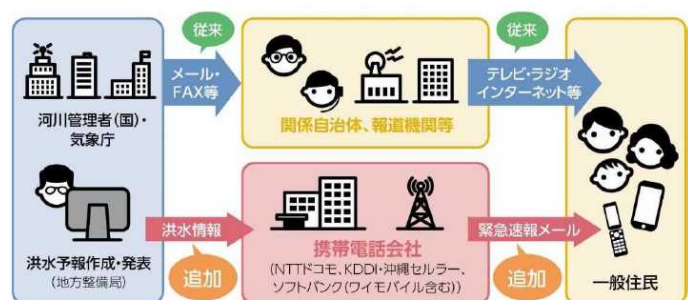 従来
従来
メール・
FAX等
テレビ・ラジオ
インターネット等
河川管理者(国)・
気象庁
関係自治体、報道機関等
洪水情報
緊急速報メール
携帯電話会社
(NTTドコモ、KDDI・沖縄セルラー、
ソフトバンク(ワイモバイル含む))
追加
追加
洪水予報作成・発表
(地方整備局)
一般住民